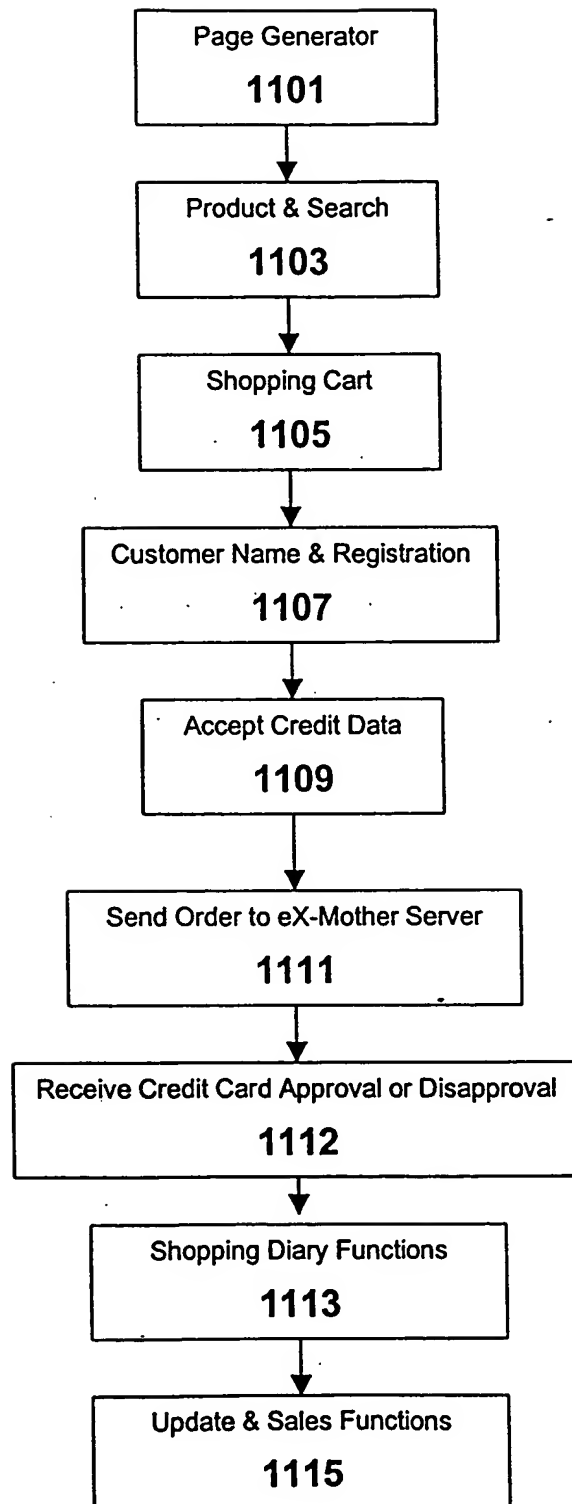 Page Generator
1101
Product & Search
1103
Shopping Cart
1105
Customer Name & Registration
1107
Accept Credit Data
1109
Send Order to eX-Mother Server
1111
Receive Credit Card Approval or Disapproval
1112
Shopping Diary Functions
1113
Update & Sales Functions
1115